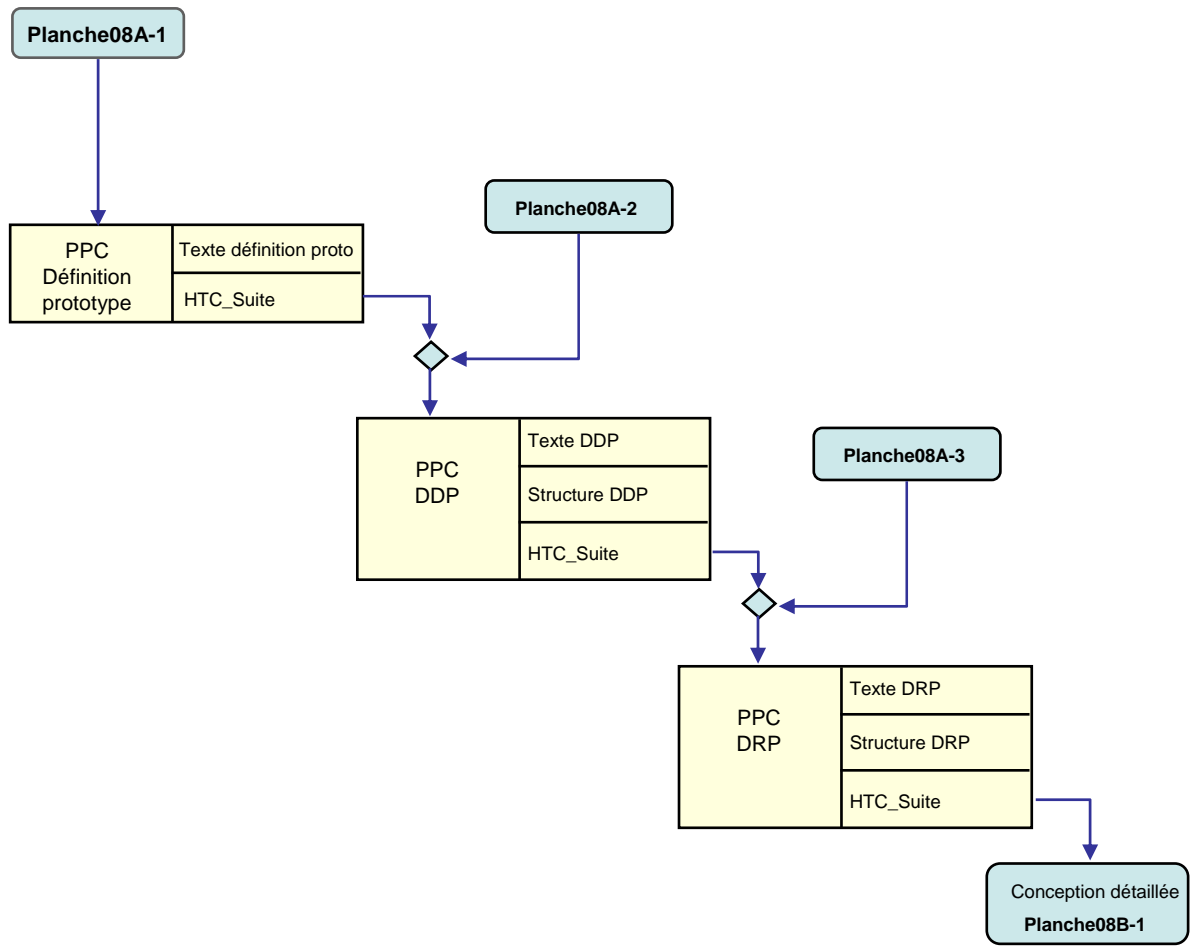 Planche08A-1
Planche08A-2
PPC
Définition
prototype
Texte définition proto
HTC_Suite
PPC
DDP
Texte DDP
Structure DDP
HTC_Suite
Planche08A-3
PPC
DRP
Texte DRP
Structure DRP
HTC_Suite
Conception détaillée
Planche08B-1